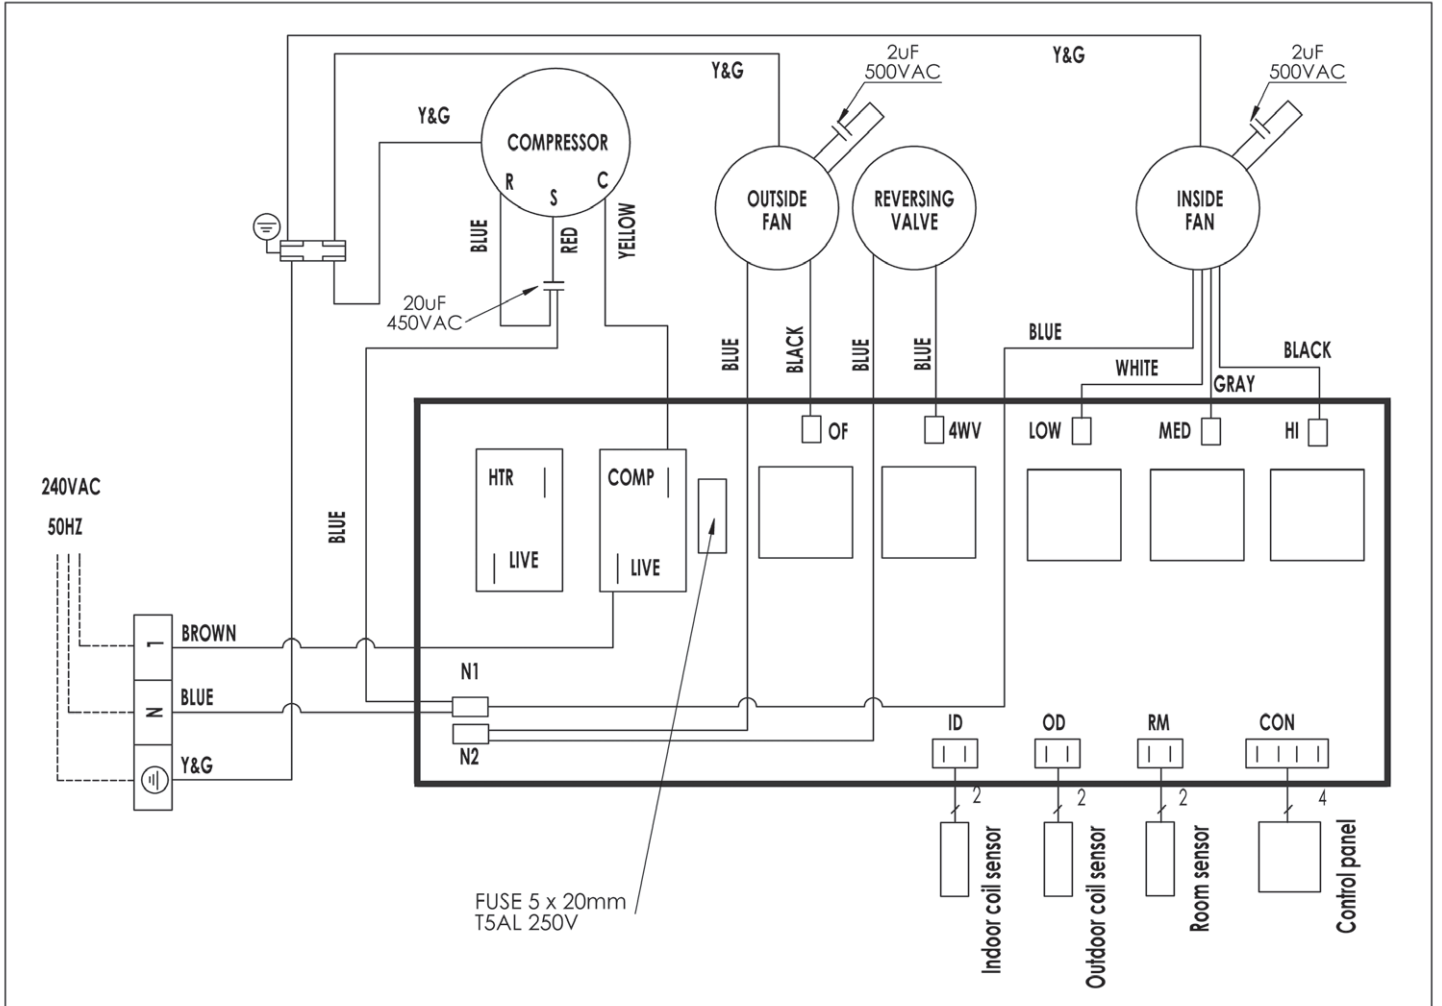 2uF
500VAC
2uF
500VAC
Y&G
Y&G
Y&G
COMPRESSOR
R
S
C
OUTSIDE
FAN
REVERSING
VALVE
INSIDE
FAN
BLUE
RED
YELLOW
20uF
450VAC
BLUE
BLACK
BLUE
BLUE
BLUE
WHITE
GRAY
BLACK
OF
4WV
LOW
MED
HI
HTR
LIVE
COMP
LIVE
240VAC
50HZ
BLUE
L
BROWN
N
BLUE
Y&G
N1
N2
ID
OD
RM
CON
2
2
2
4
Indoor coil sensor
Outdoor coil sensor
Room sensor
Control panel
FUSE 5 x 20mm
T5AL 250V